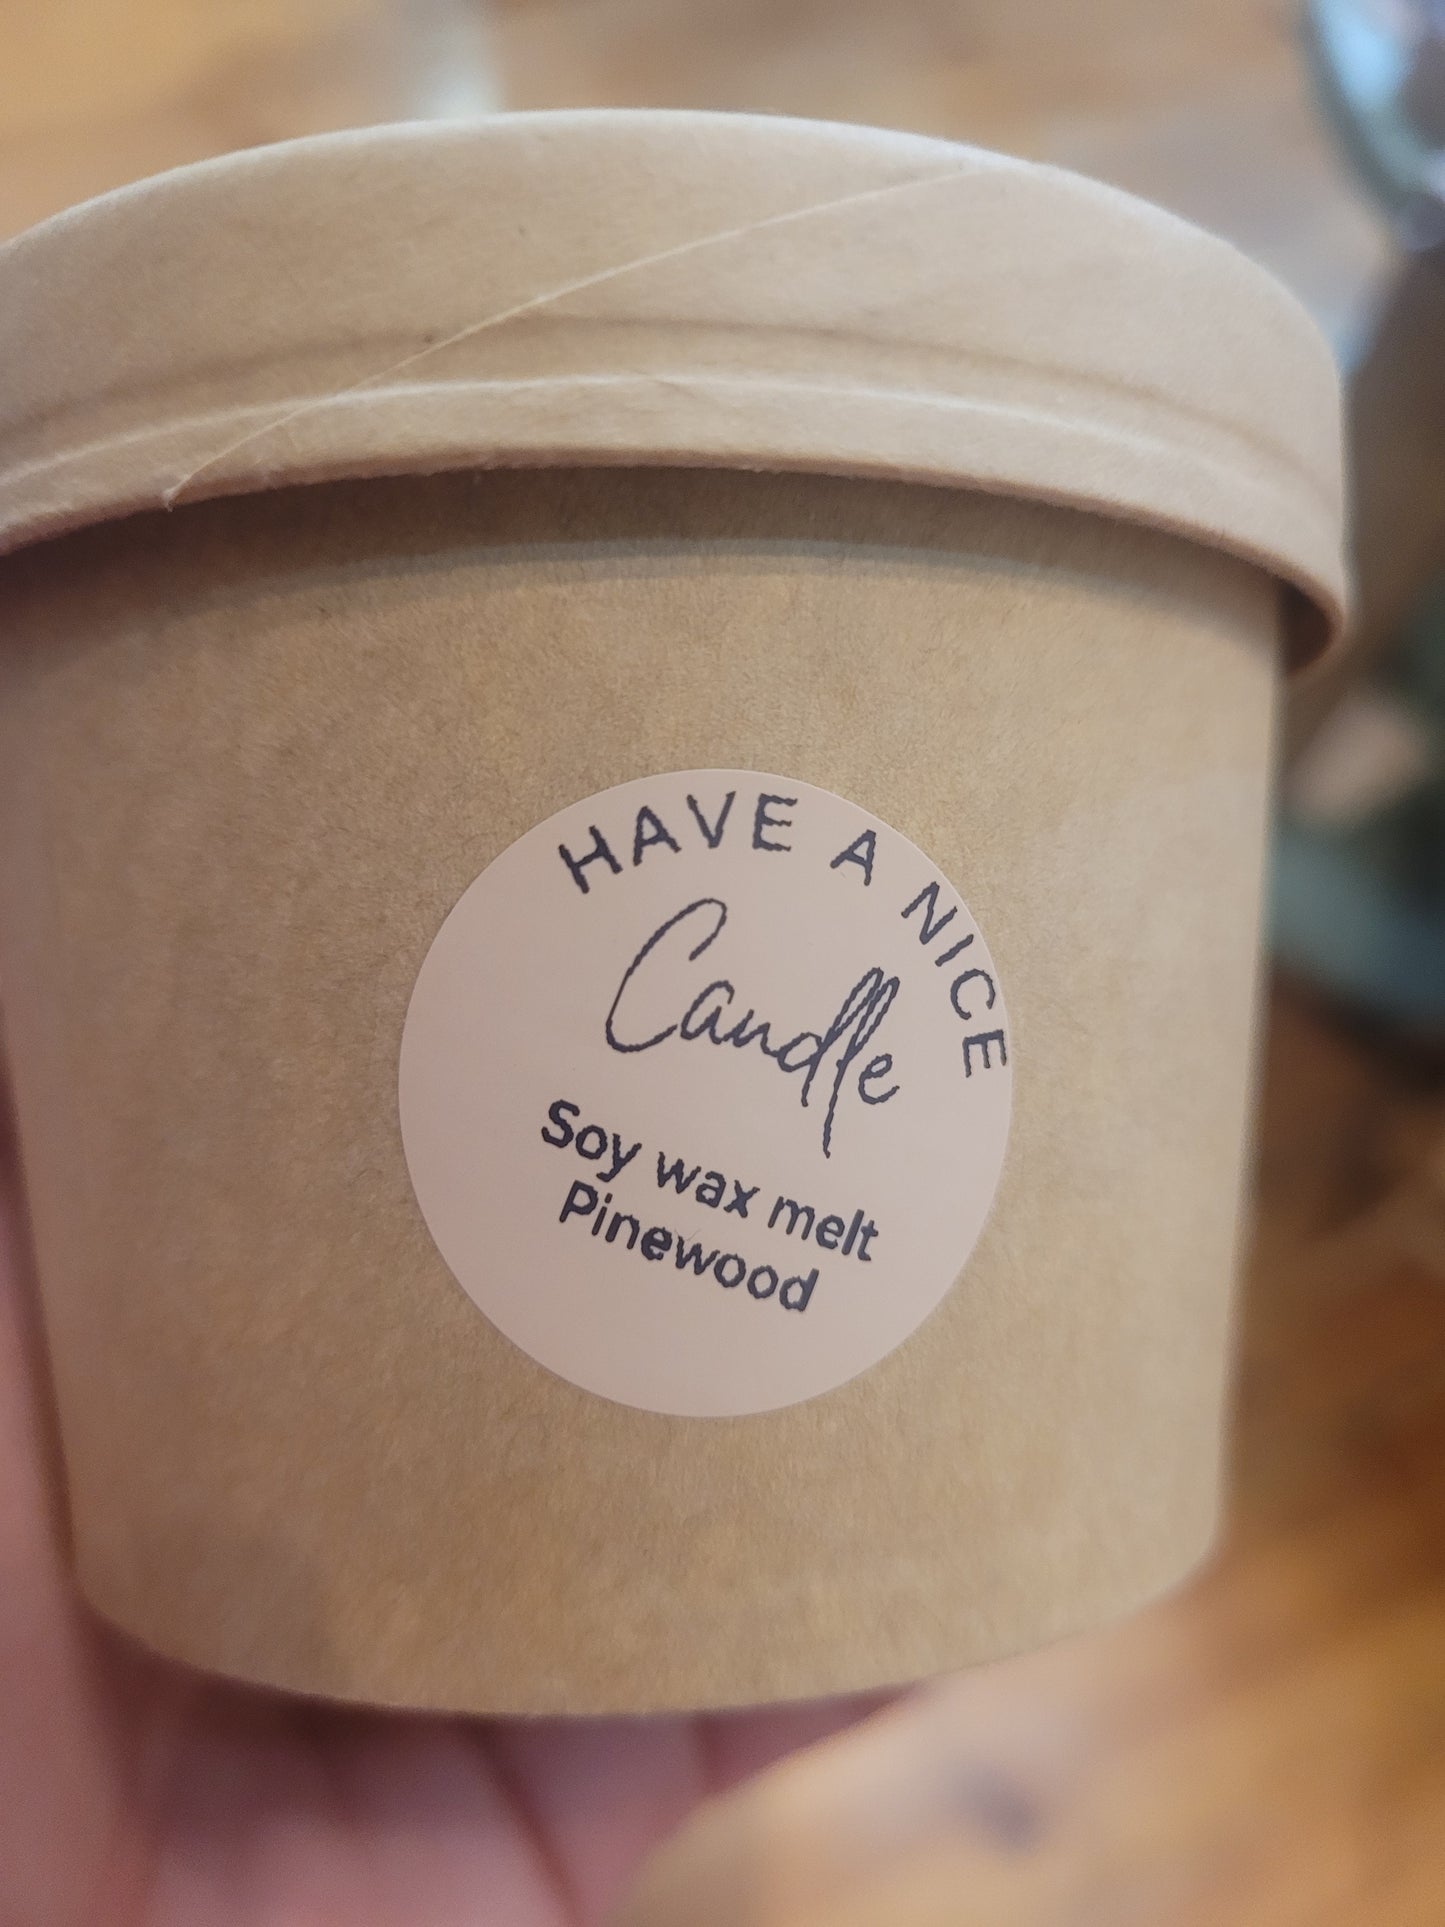 HAVE A NICE
Candle
Soy wax melt
Pinewood